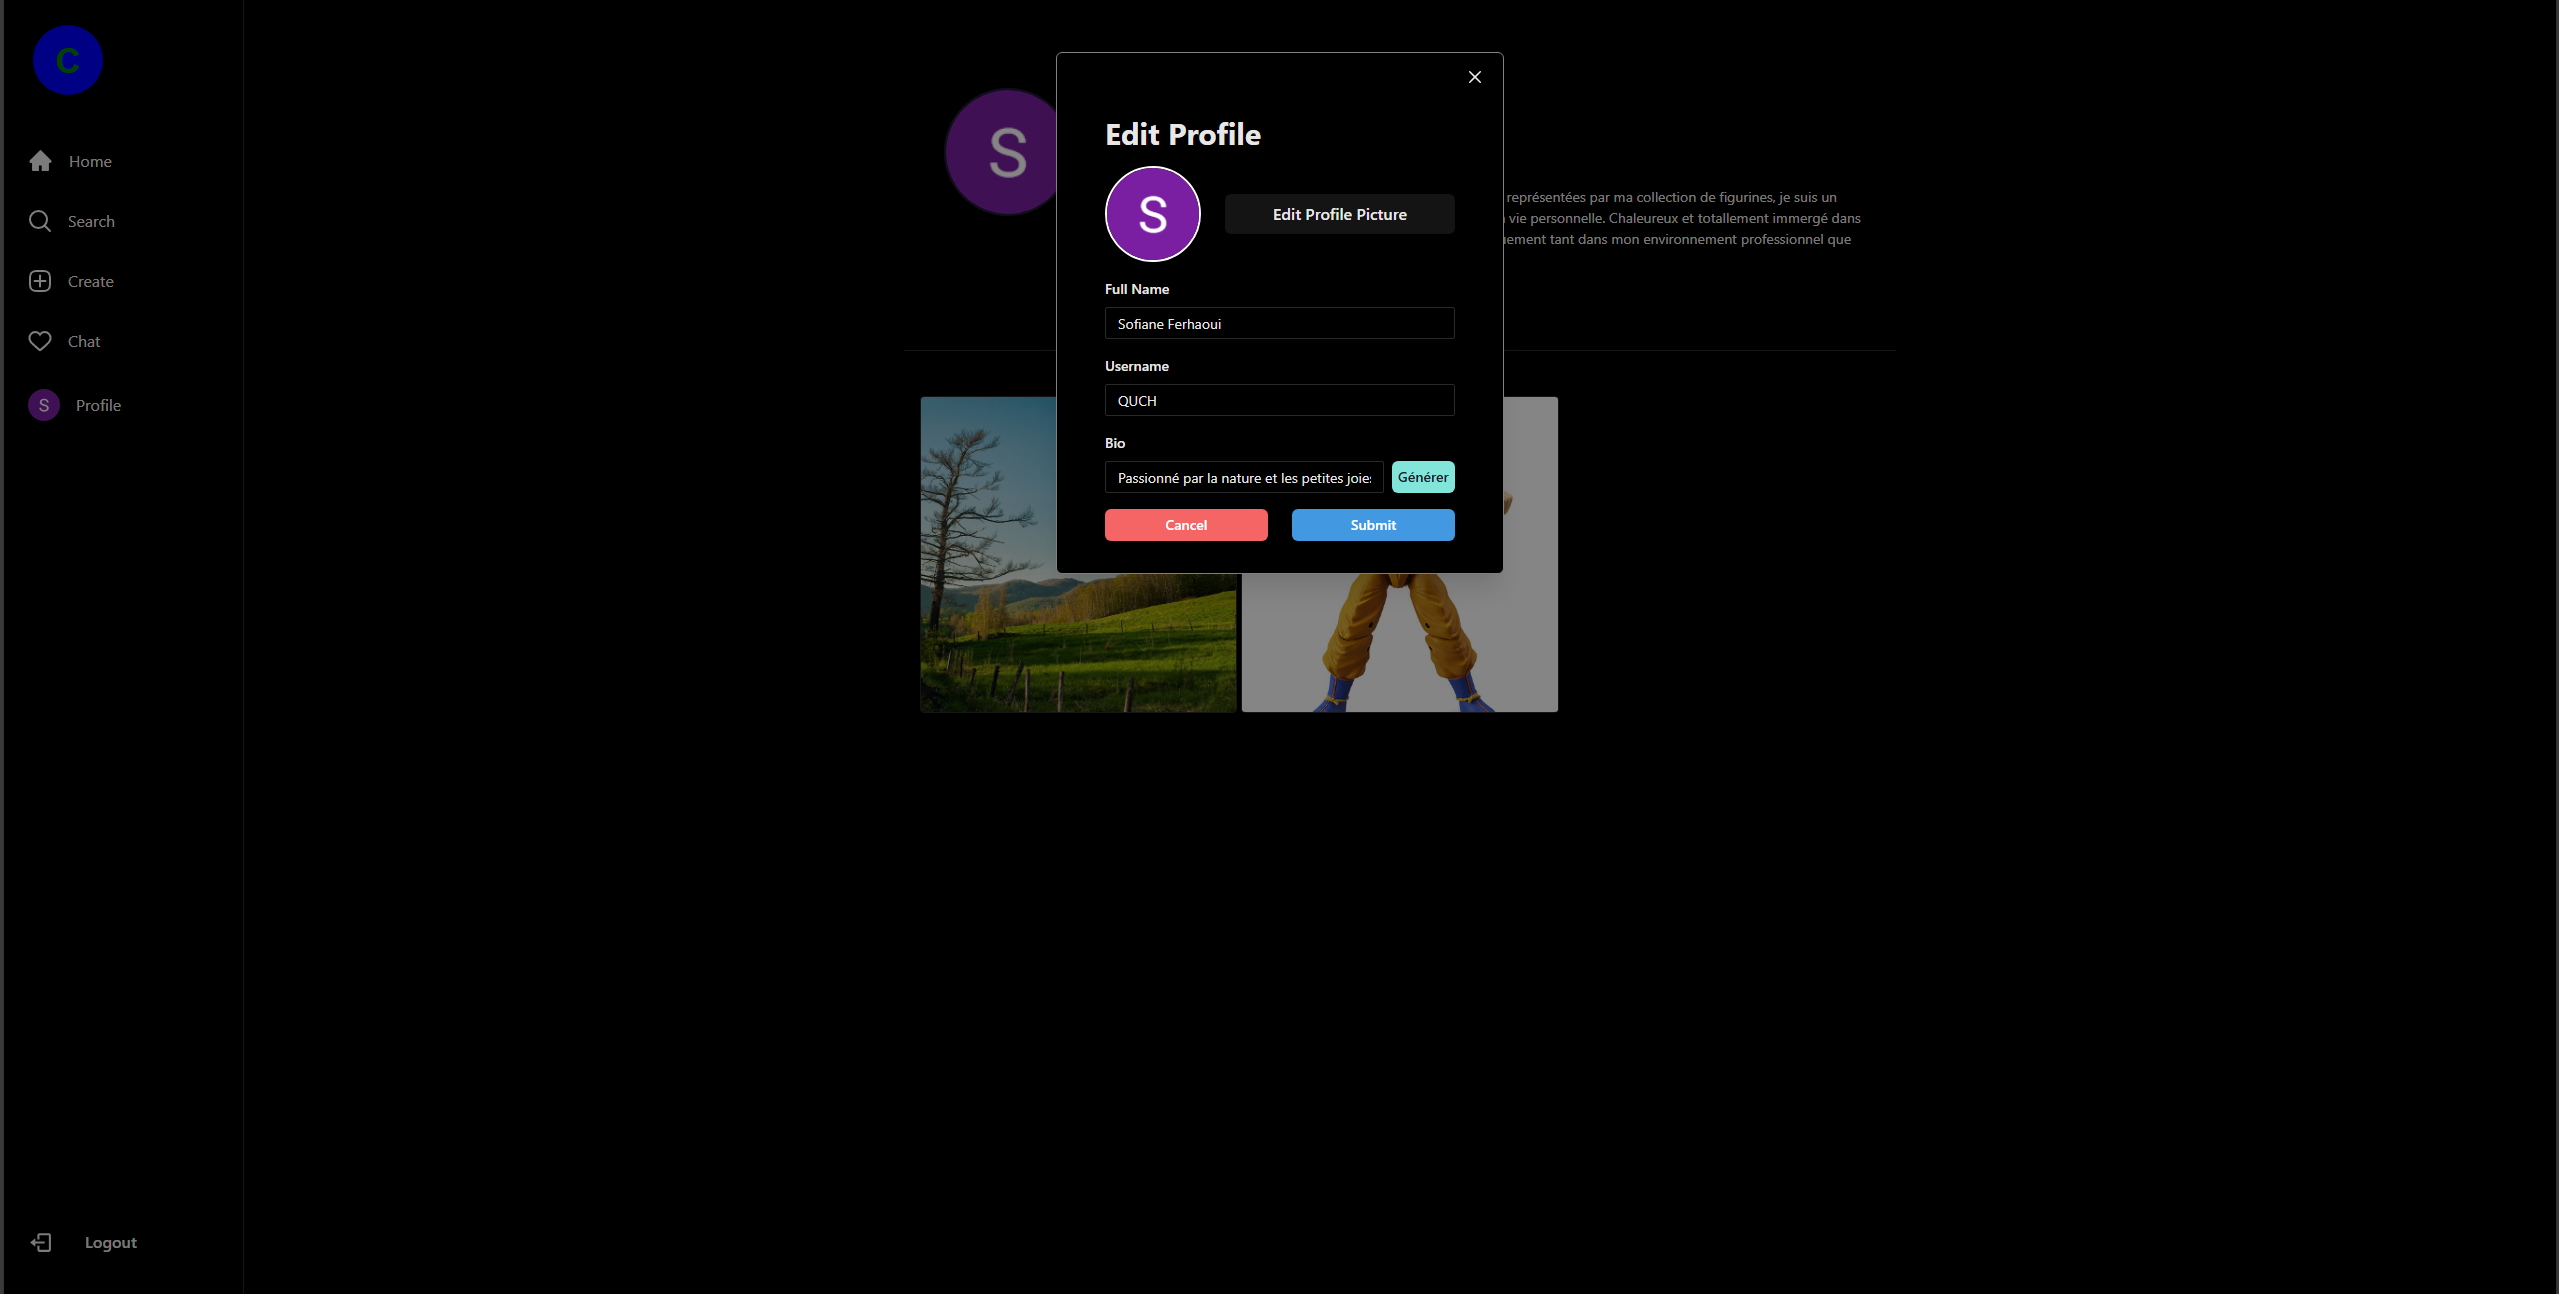 C
Home
Search
Create
Chat
S Profile
Logout
S
représentées par ma collection de figurines, je suis un
vie personnelle. Chaleureux et totallement immergé dans
tant dans mon environnement professionnel que
Edit Profile
S
Edit Profile Picture
Full Name
Sofiane Ferhaoui
Username
QUCH
Bio
Passionné par la nature et les petites joies
Générer
Cancel
Submit